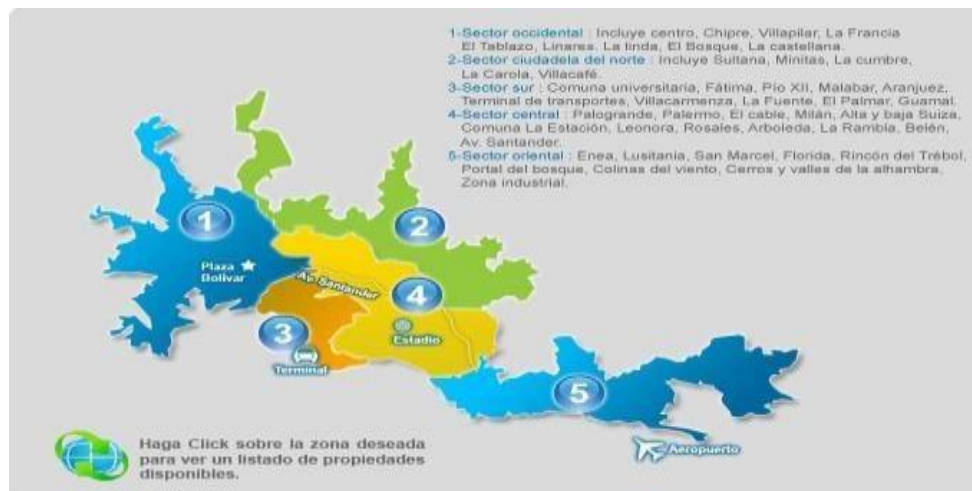 1-Sector occidental : Incluye centro, Chipre, Villapilar, La Francia
El Tablazo, Linares. La linda, El Bosque, La castellana.
2-Sector ciudadela del norte : Incluye Sultana, Minitas, La cumbre,
La Carola, Villacafé.
3-Sector sur : Comuna universitaria, Fátima, Pío XII, Malabar, Aranjuez,
Terminal de transportes, Villacarmenza, La Fuente, El Palmar, Guamal.
4-Sector central : Palogrande, Palermo, El cable, Milán, Alta y baja Suiza,
Comuna La Estación, Leonora, Rosales, Arboleda, La Rambla, Belén,
Av. Santander.
5-Sector oriental : Enea, Lusitania, San Marcel, Florida, Rincón del Trébol,
Portal del bosque, Colinas del viento, Cerros y valles de la alhambra,
Zona industrial.
1
2
Plaza
Bolivar
Av. Santander
4
3
Estadio
Terminal
5
Aeropuerto
Haga Click sobre la zona deseada
para ver un listado de propiedades
disponibles.